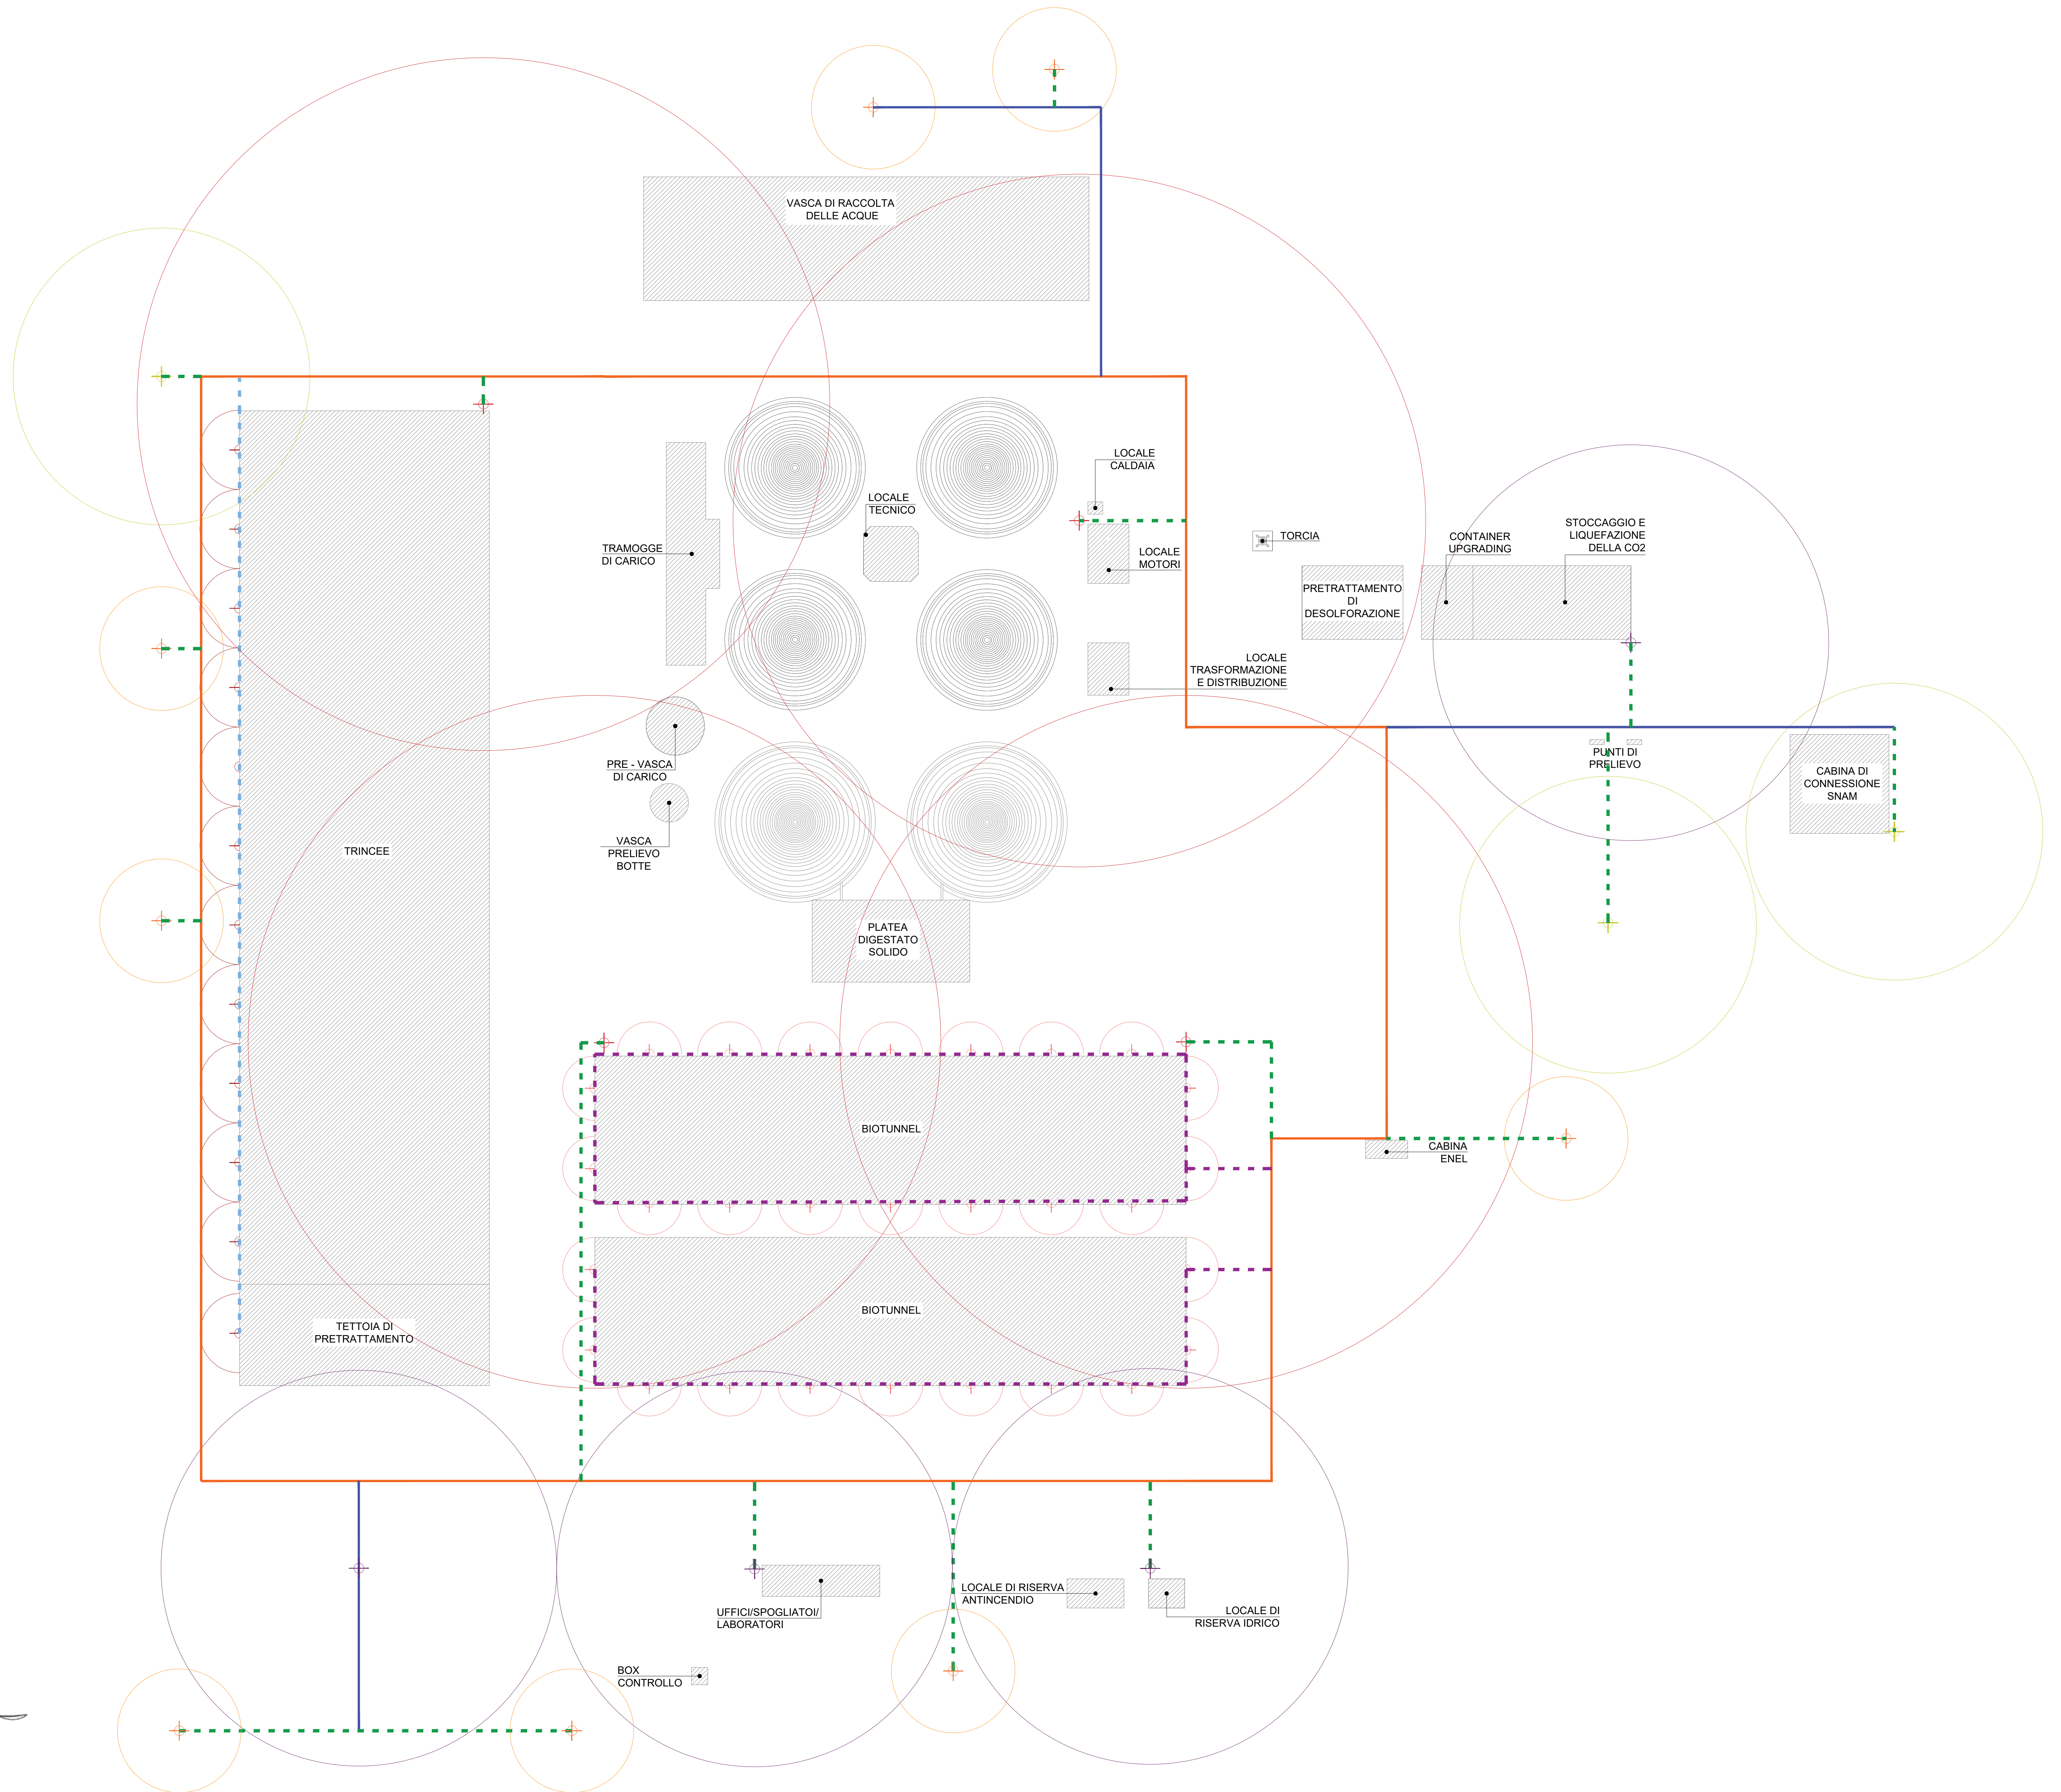 VASCA DI RACCOLTA
DELLE ACQUE
LOCALE
CALDAIA
LOCALE
TECNICO
TRAMOGGE
DI CARICO
LOCALE
MOTORI
TORCIA
CONTAINER
UPGRADING
STOCCAGGIO E
LIQUEFAZIONE
DELLA CO2
PRETRATTAMENTO
DI
DESOLFORAZIONE
LOCALE
TRASFORMAZIONE
E DISTRIBUZIONE
PRE - VASCA
DI CARICO
PUNTI DI
PRELIEVO
CABINA DI
CONNESSIONE
SNAM
VASCA
PRELIEVO
BOTTE
TRINCEE
PLATEA
DIGESTATO
SOLIDO
BIOTUNNEL
CABINA
ENEL
BIOTUNNEL
TETTOIA DI
PRETRATTAMENTO
UFFICI/SPOGLIATOI/
LABORATORI
LOCALE DI RISERVA
ANTINCENDIO
LOCALE DI
RISERVA IDRICO
BOX
CONTROLLO